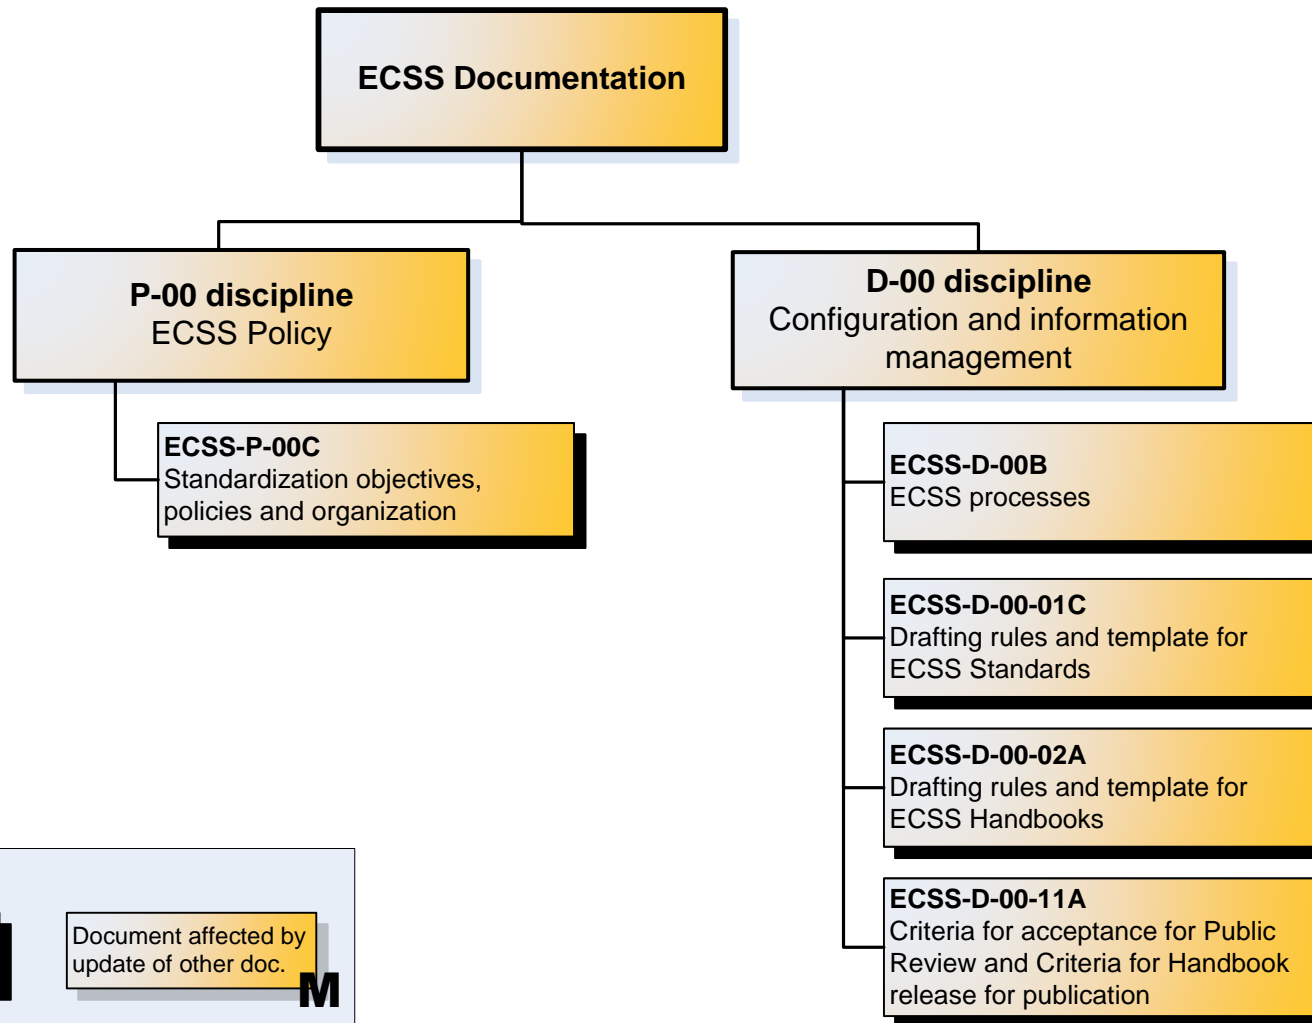 ECSS Documentation
P-00 discipline
ECSS Policy
D-00 discipline
Configuration and information
management
ECSS-P-00C
Standardization objectives,
policies and organization
ECSS-D-00B
ECSS processes
ECSS-D-00-01C
Drafting rules and template for
ECSS Standards
ECSS-D-00-02A
Drafting rules and template for
ECSS Handbooks
ECSS-D-00-11A
Criteria for acceptance for Public
Review and Criteria for Handbook
release for publication
Document affected by
update of other doc.
M